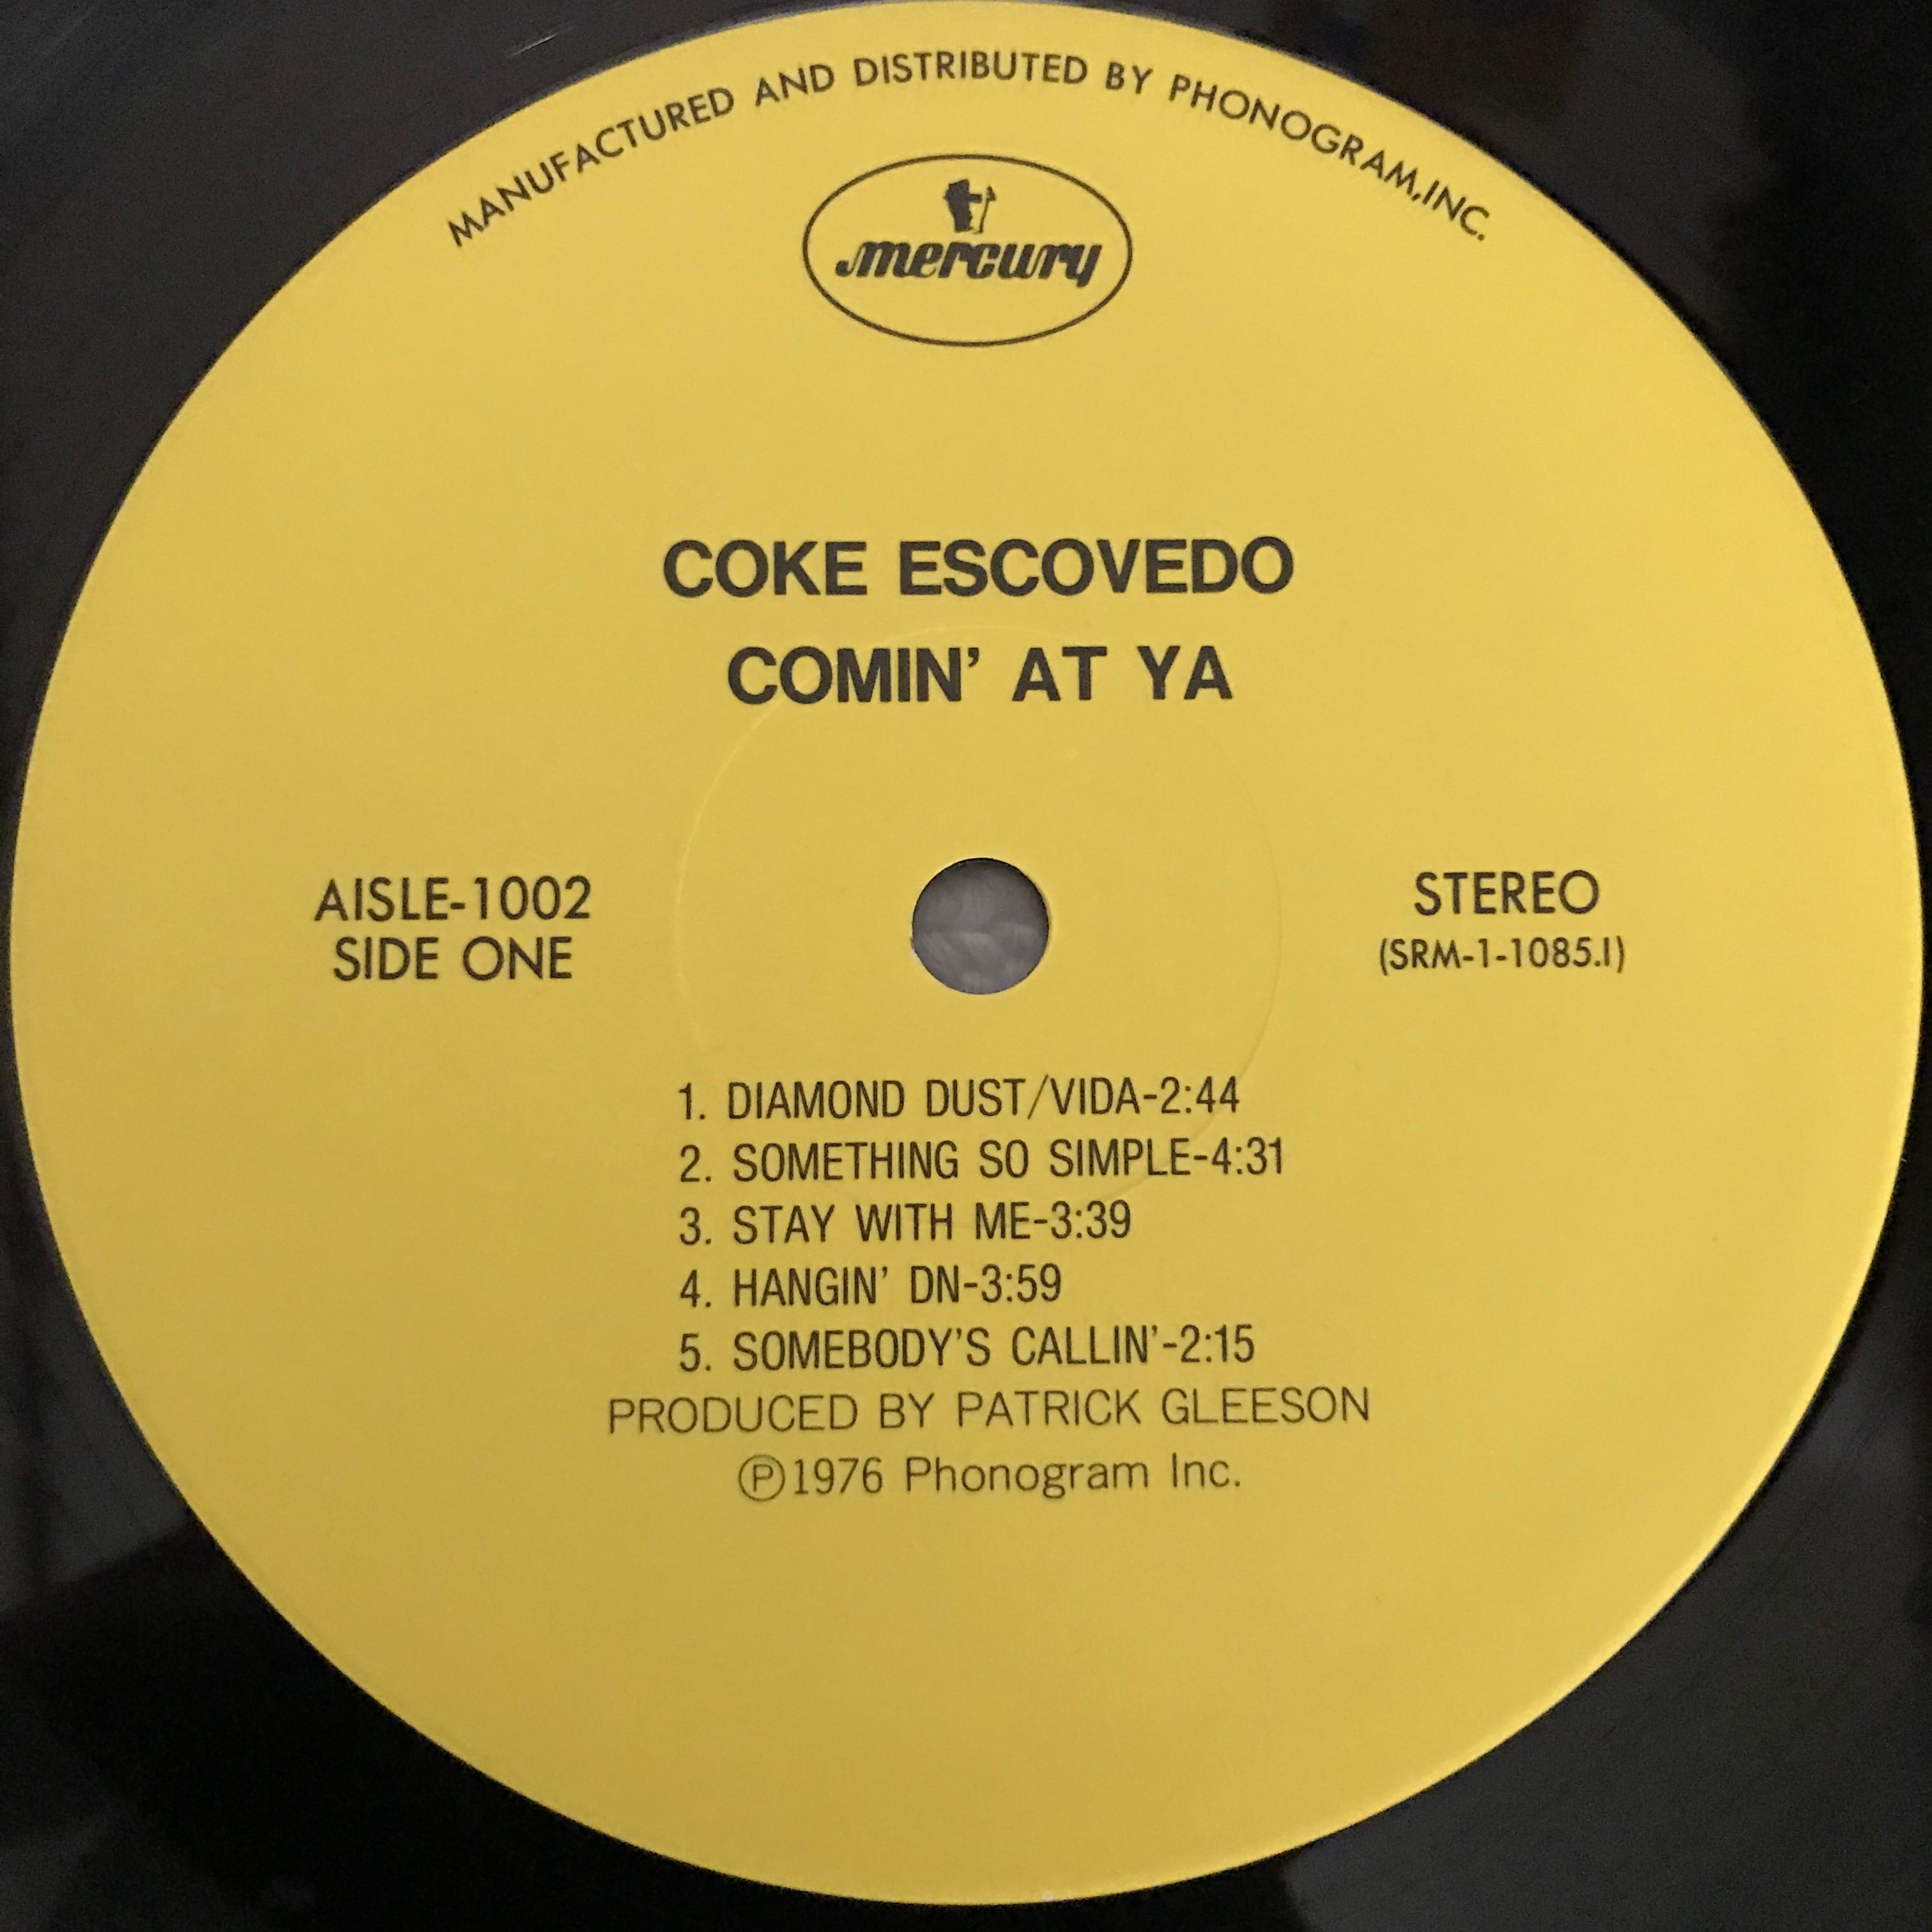 MANUFACTURED AND DISTRIBUTED BY PHONOGRAM,INC.
mercury
COKE ESCOVEDO
COMIN' AT YA
AISLE-1002
SIDE ONE
STEREO
(SRM-1-1085.I)
1. DIAMOND DUST/VIDA-2:44
2. SOMETHING SO SIMPLE-4:31
3. STAY WITH ME-3:39
4. HANGIN' DN-3:59
5. SOMEBODY'S CALLIN'-2:15
PRODUCED BY PATRICK GLEESON
℗1976 Phonogram Inc.